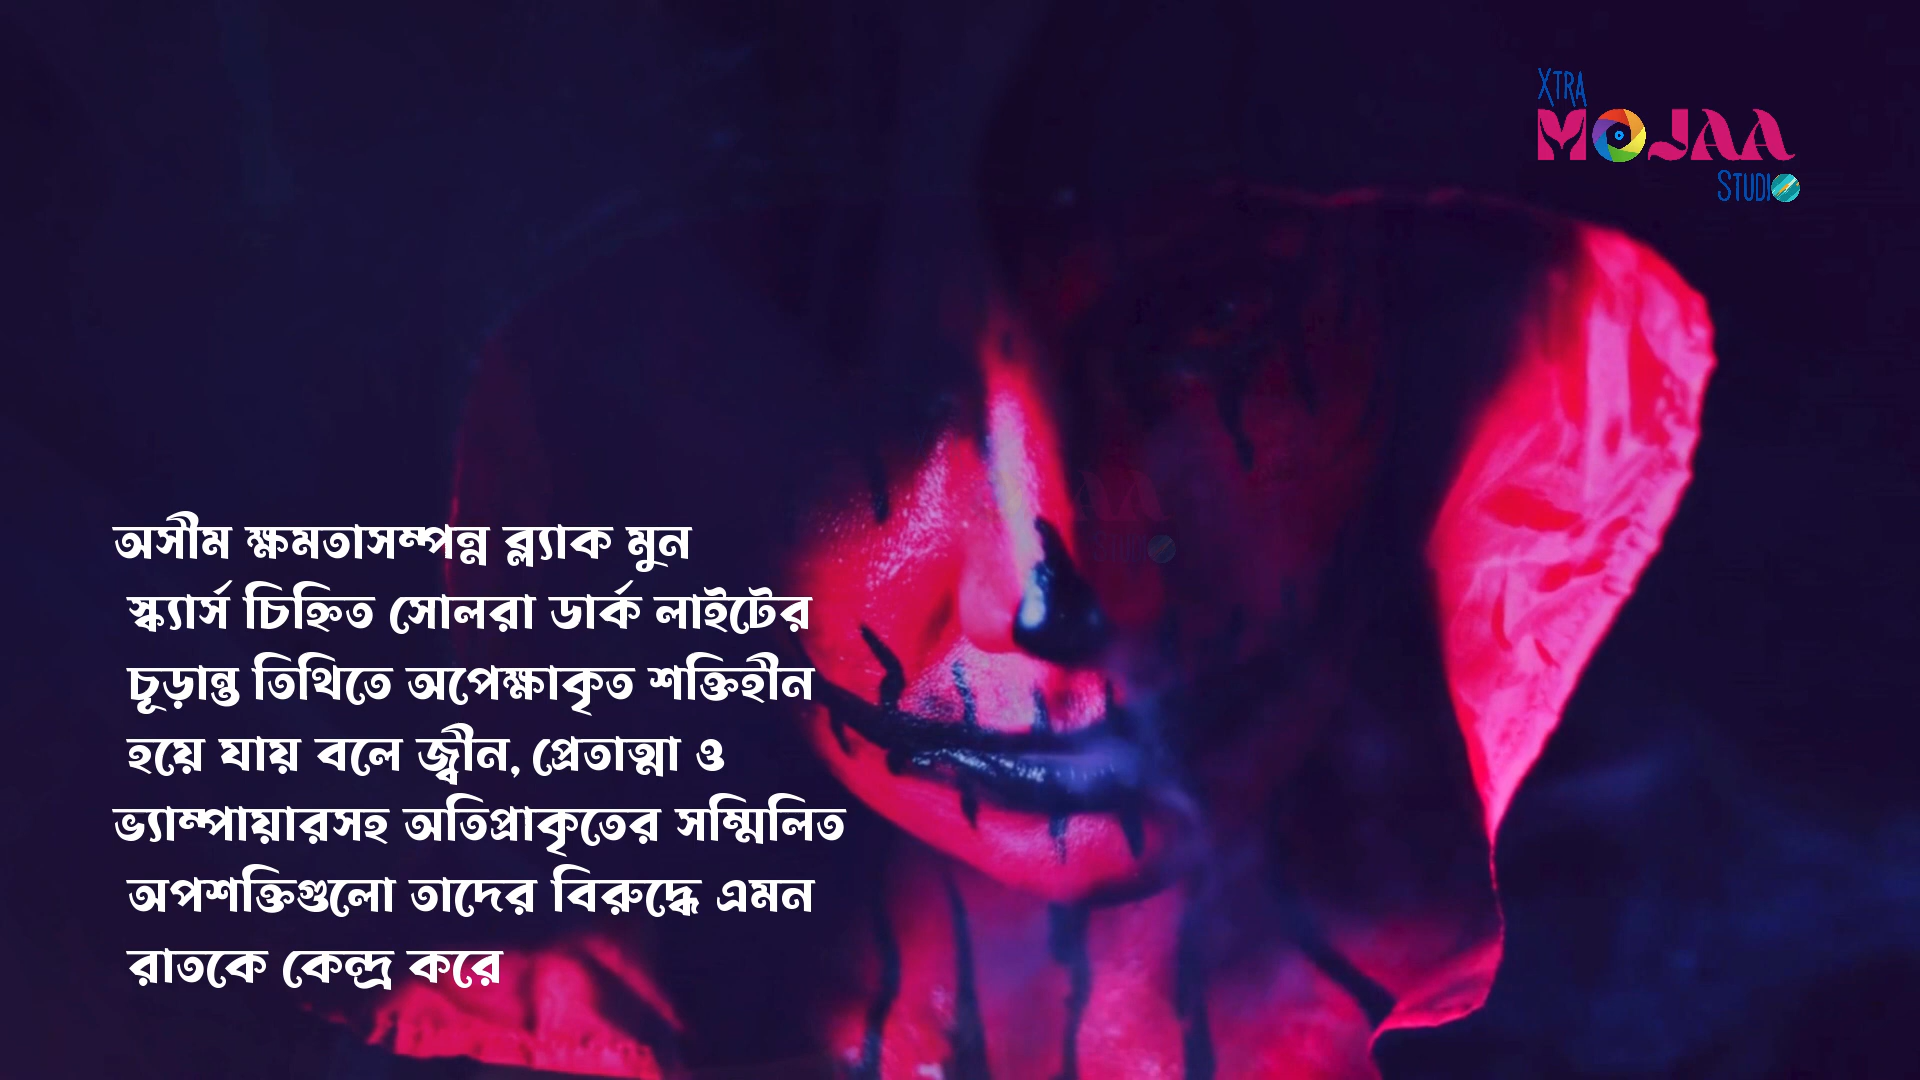 XTRA
MOJAA
STUDIO
অসীম ক্ষমতাসম্পন্ন ব্ল্যাক মুন
স্ক্যার্স চিহ্নিত সোলরা ডার্ক লাইটের
চূড়ান্ত তিথিতে অপেক্ষাকৃত শক্তিহীন
হয়ে যায় বলে জ্বীন, প্রেতাত্মা ও
ভ্যাম্পায়ারসহ অতিপ্রাকৃতের সম্মিলিত
অপশক্তিগুলো তাদের বিরুদ্ধে এমন
রাতকে কেন্দ্র করে